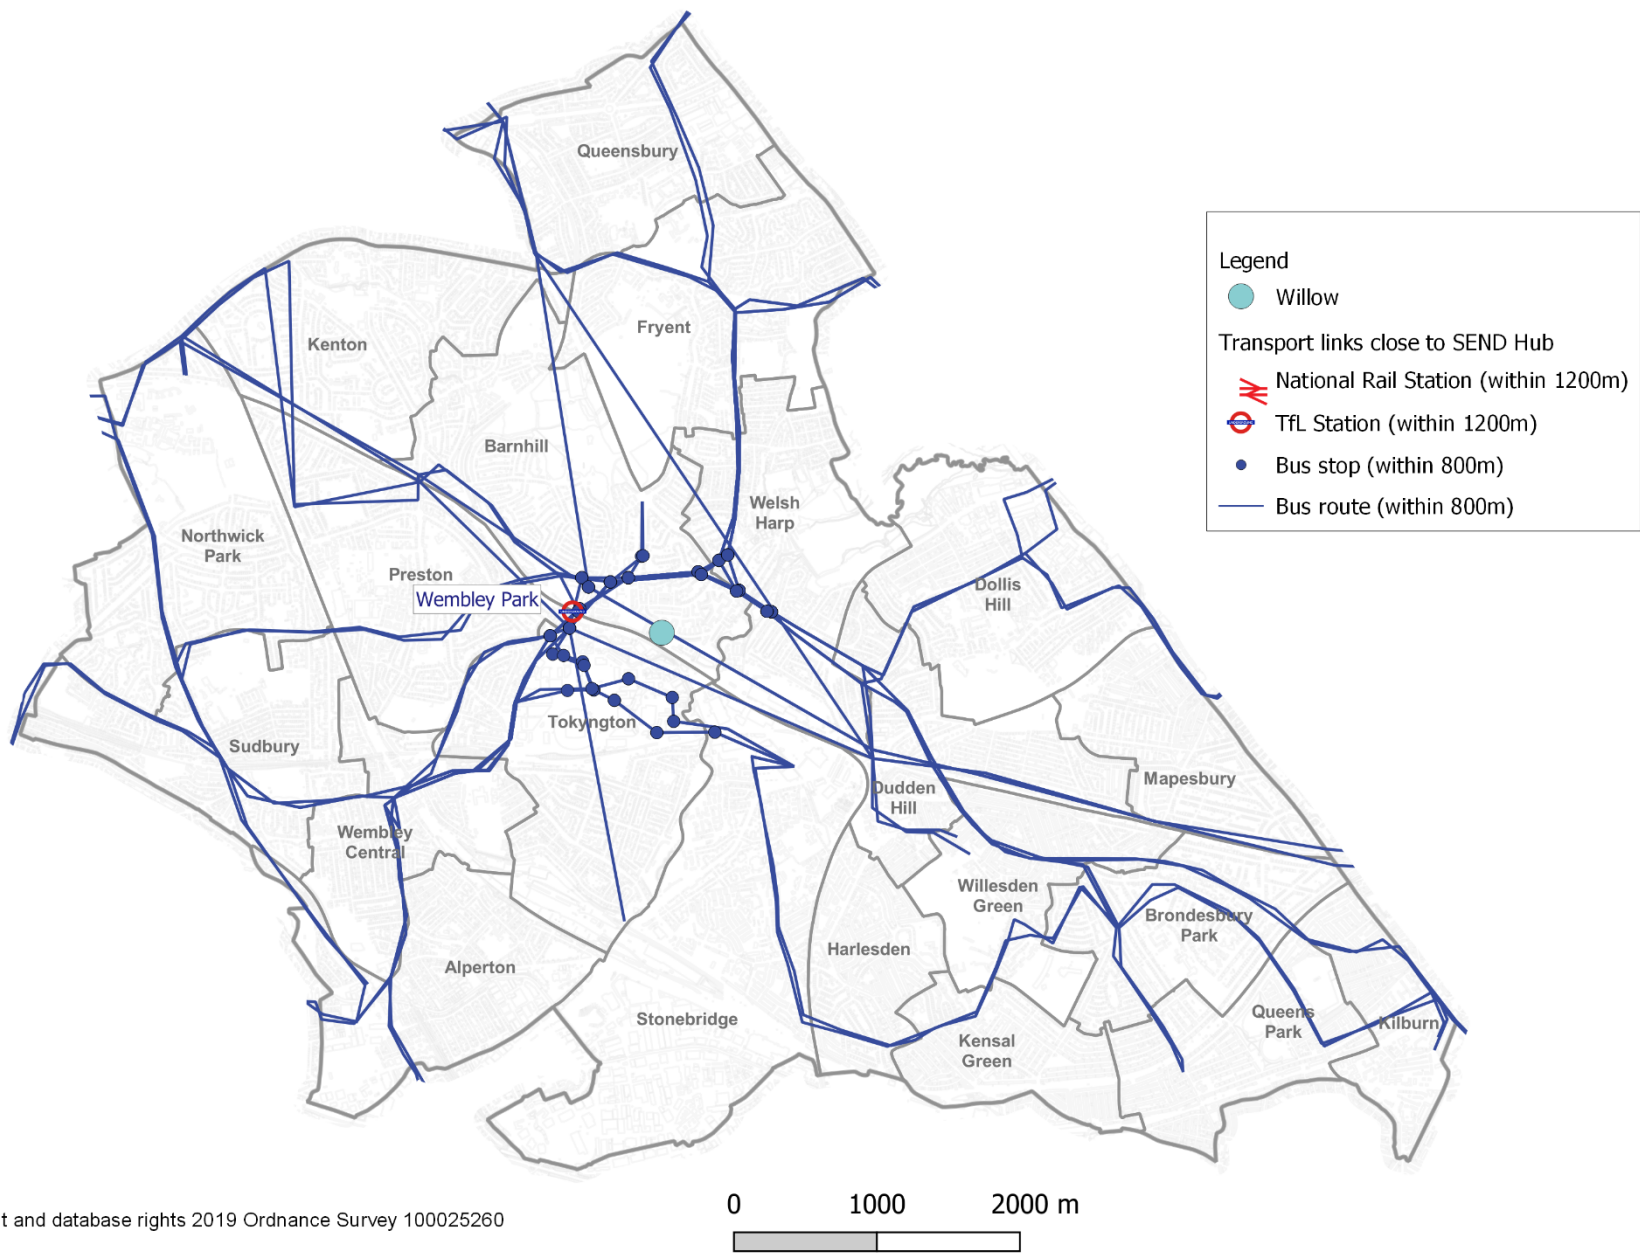 Queensbury
Kenton
Fryent
Barnhill
Welsh
Harp
Northwick
Park
Preston
Wembley Park
Dollis
Hill
Tokyngton
Sudbury
Mapesbury
Dudden
Hill
Wembley
Central
Willesden
Green
Brondesbury
Park
Harlesden
Alperton
Stonebridge
Kensal
Green
Queens
Park
Kilburn
Legend
Willow
Transport links close to SEND Hub
National Rail Station (within 1200m)
TfL Station (within 1200m)
Bus stop (within 800m)
Bus route (within 800m)
0 1000 2000 m
t and database rights 2019 Ordnance Survey 100025260